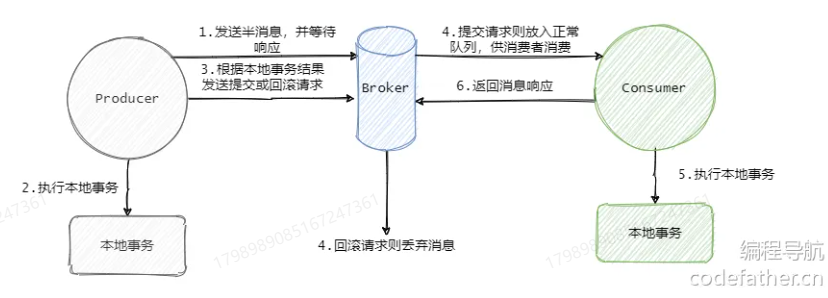 1.发送半消息，并等待
响应
4.提交请求则放入正常
队列，供消费者消费
3.根据本地事务结果
发送提交或回滚请求
Producer
Broker
Consumer
6.返回消息响应
2.执行本地事务
5.执行本地事务
本地事务
4.回滚请求则丢弃消息
本地事务
1798989085167247361
1798989085167247361
247361
编程导航
codefather.cn